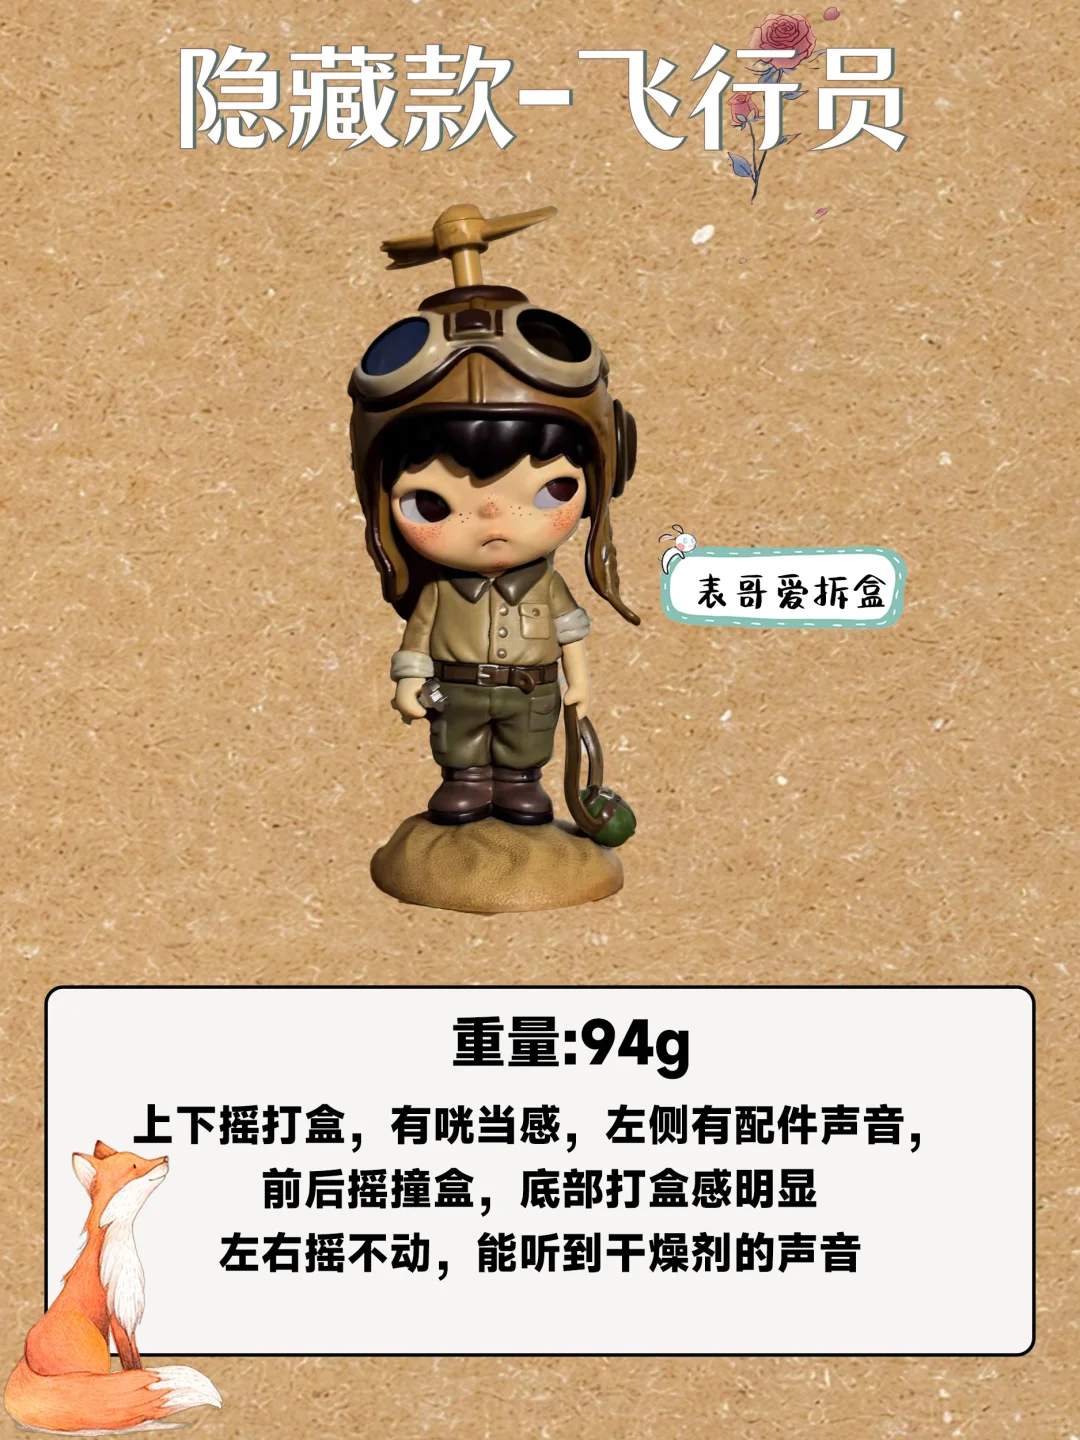 隐藏款-飞行员
表哥爱拆盒
重量:94g
上下摇打盒，有咣当感，左侧有配件声音，
前后摇撞盒，底部打盒感明显
左右摇不动，能听到干燥剂的声音